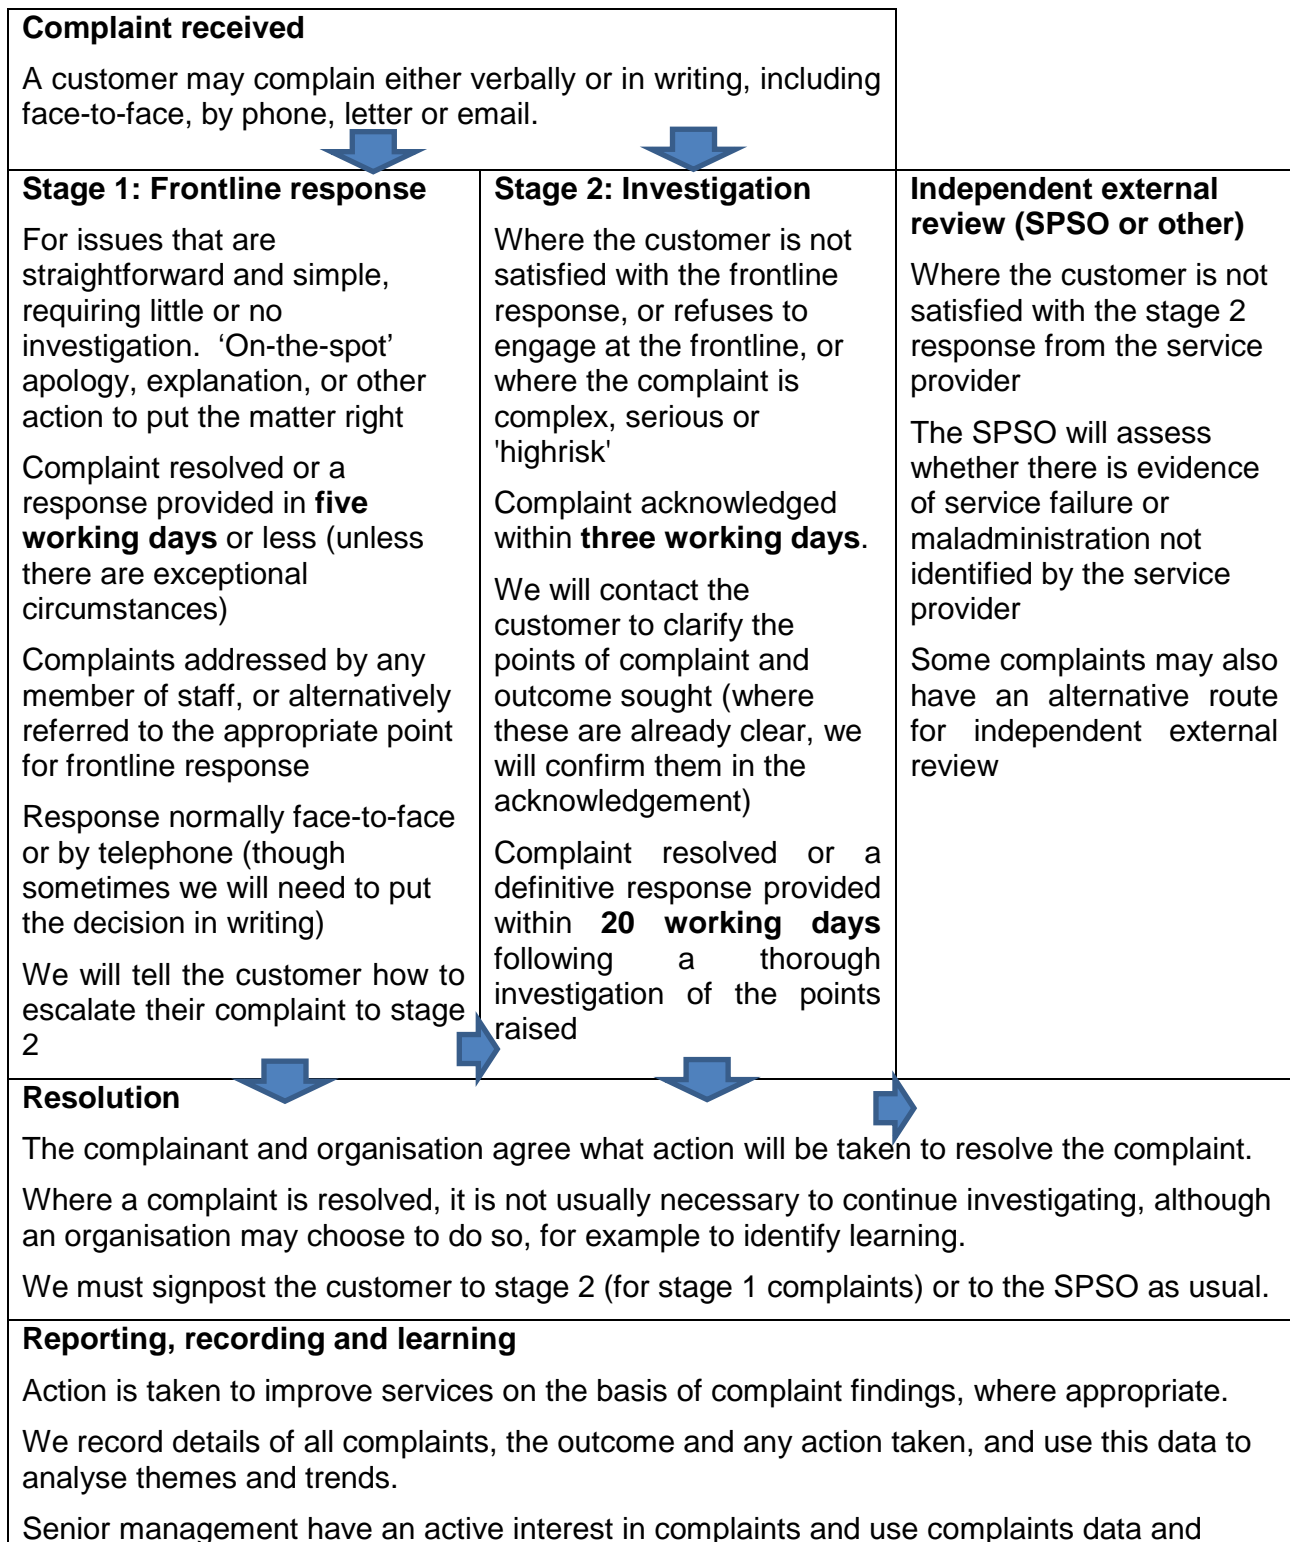 Complaint received
A customer may complain either verbally or in writing, including
face-to-face, by phone, letter or email.
Stage 1: Frontline response
For issues that are
straightforward and simple,
requiring little or no
investigation.  ‘On-the-spot’
apology, explanation, or other
action to put the matter right
Complaint resolved or a
response provided in five
working days or less (unless
there are exceptional
circumstances)
Complaints addressed by any
member of staff, or alternatively
referred to the appropriate point
for frontline response
Response normally face-to-face
or by telephone (though
sometimes we will need to put
the decision in writing)
We will tell the customer how to
escalate their complaint to stage
2
Stage 2: Investigation
Where the customer is not
satisfied with the frontline
response, or refuses to
engage at the frontline, or
where the complaint is
complex, serious or
'highrisk'
Complaint acknowledged
within three working days.
We will contact the
customer to clarify the
points of complaint and
outcome sought (where
these are already clear, we
will confirm them in the
acknowledgement)
Complaint resolved or a
definitive response provided
within 20 working days
following a thorough
investigation of the points
raised
Independent external
review (SPSO or other)
Where the customer is not
satisfied with the stage 2
response from the service
provider
The SPSO will assess
whether there is evidence
of service failure or
maladministration not
identified by the service
provider
Some complaints may also
have an alternative route
for independent external
review
Resolution
The complainant and organisation agree what action will be taken to resolve the complaint.
Where a complaint is resolved, it is not usually necessary to continue investigating, although
an organisation may choose to do so, for example to identify learning.
We must signpost the customer to stage 2 (for stage 1 complaints) or to the SPSO as usual.
Reporting, recording and learning
Action is taken to improve services on the basis of complaint findings, where appropriate.
We record details of all complaints, the outcome and any action taken, and use this data to
analyse themes and trends.
Senior management have an active interest in complaints and use complaints data and